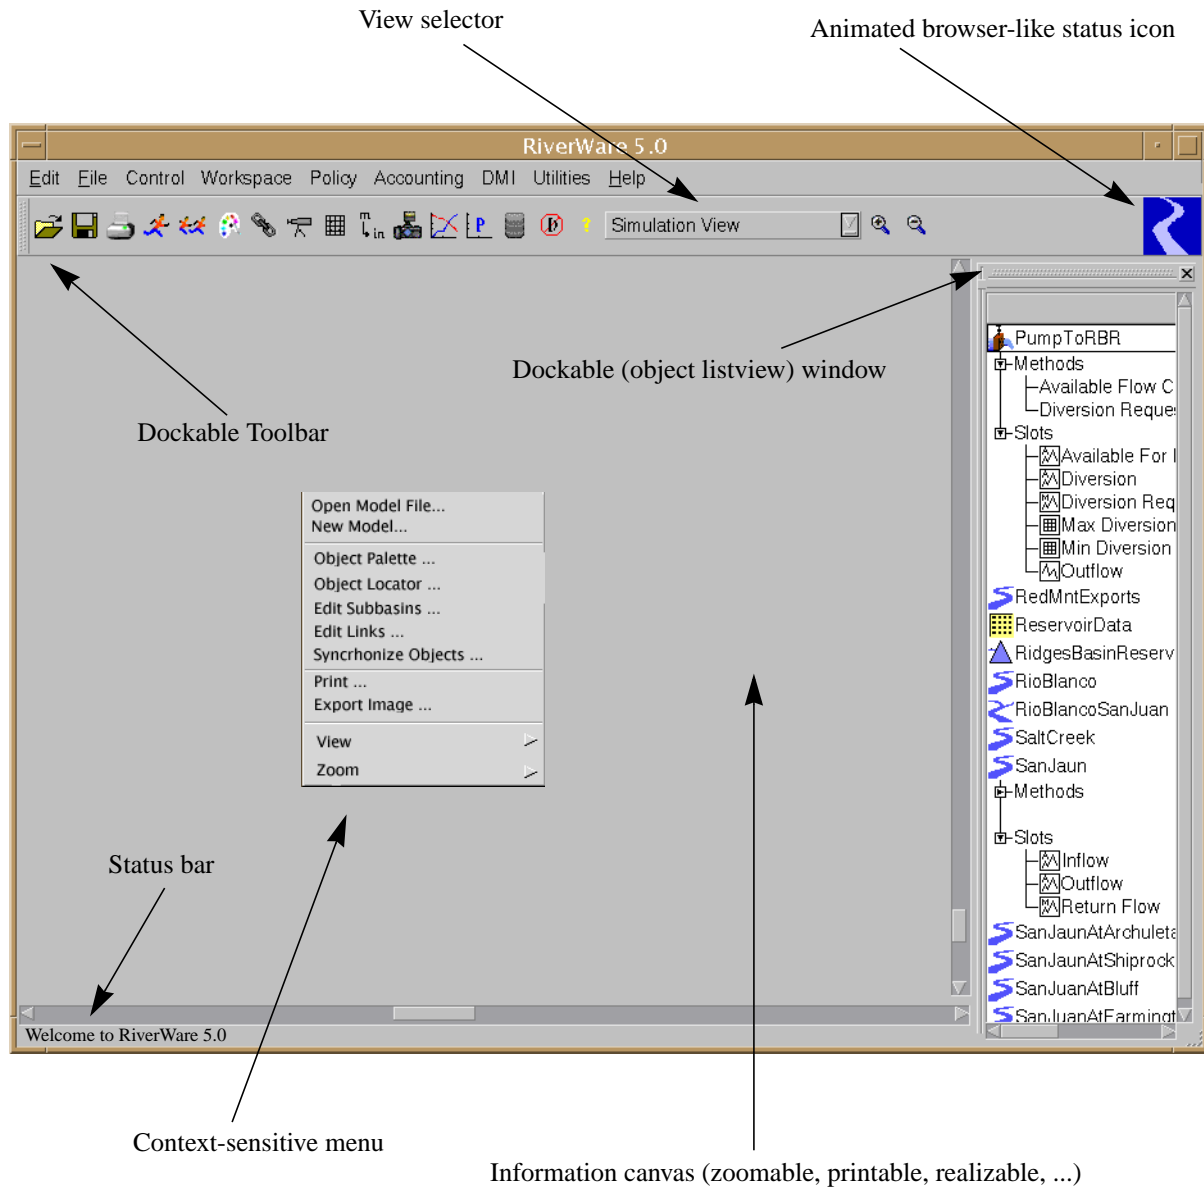 View selector
Animated browser-like status icon
RiverWare 5.0
Edit File Control Workspace Policy Accounting DMI Utilities Help
Simulation View
Dockable (object listview) window
Dockable Toolbar
PumpToRBR
Methods
Available Flow C
Diversion Reque
Slots
Available For
Diversion
Diversion Req
Max Diversion
Min Diversion
Outflow
RedMntExports
ReservoirData
RidgesBasinReserv
RioBlanco
RioBlancoSanJuan
SaltCreek
SanJaun
Methods
Slots
Inflow
Outflow
Return Flow
SanJaunAtArchuleta
SanJaunAtShiprock
SanJuanAtBluff
SanJuanAtFarmingt
Open Model File...
New Model...
Object Palette ...
Object Locator ...
Edit Subbasins ...
Edit Links ...
Syncrhonize Objects ...
Print ...
Export Image ...
View
Zoom
Status bar
Welcome to RiverWare 5.0
Context-sensitive menu
Information canvas (zoomable, printable, realizable, ...)